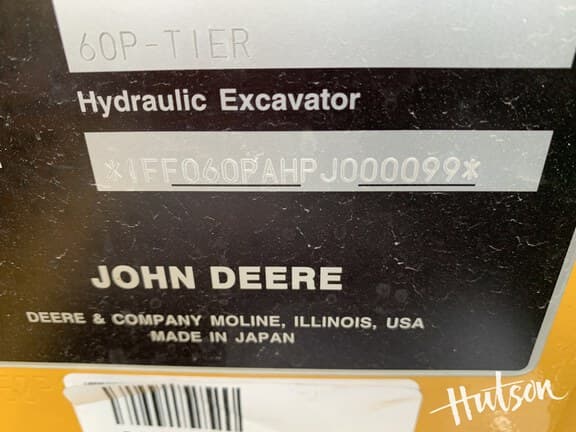 60P-TIER
Hydraulic Excavator
*1FF060PAHPJ000099*
JOHN DEERE
DEERE & COMPANY MOLINE, ILLINOIS, USA
MADE IN JAPAN
Hutson